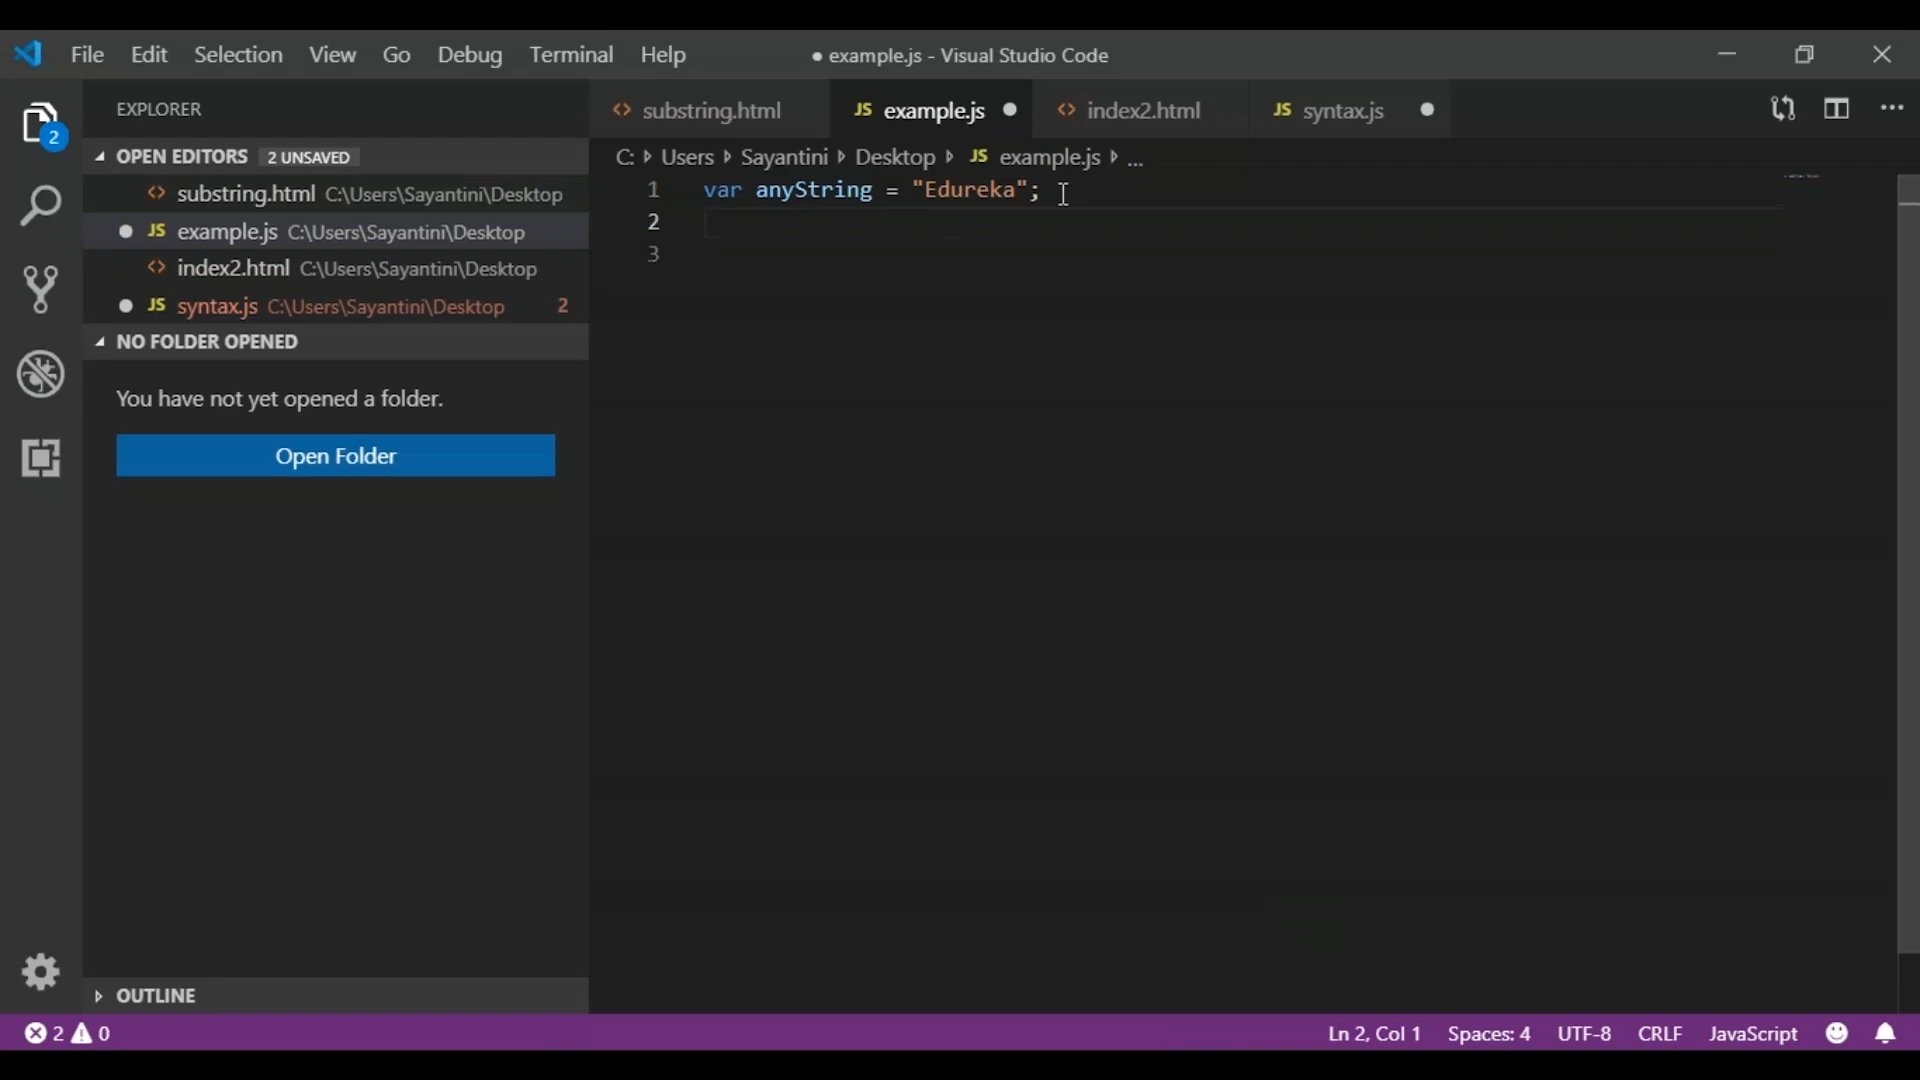 File Edit Selection View Go Debug Terminal Help
● example.js - Visual Studio Code
2
EXPLORER
OPEN EDITORS 2 UNSAVED
<> substring.html C:\Users\Sayantini\Desktop
● JS example.js C:\Users\Sayantini\Desktop
<> index2.html C:\Users\Sayantini\Desktop
● JS syntax.js C:\Users\Sayantini\Desktop 2
NO FOLDER OPENED
You have not yet opened a folder.
Open Folder
OUTLINE
<> substring.html JS example.js ● <> index2.html JS syntax.js ●
C: Users Sayantini Desktop JS example.js ...
1 var anyString = "Edureka";
2
3
2 0
Ln 2, Col 1 Spaces: 4 UTF-8 CRLF JavaScript